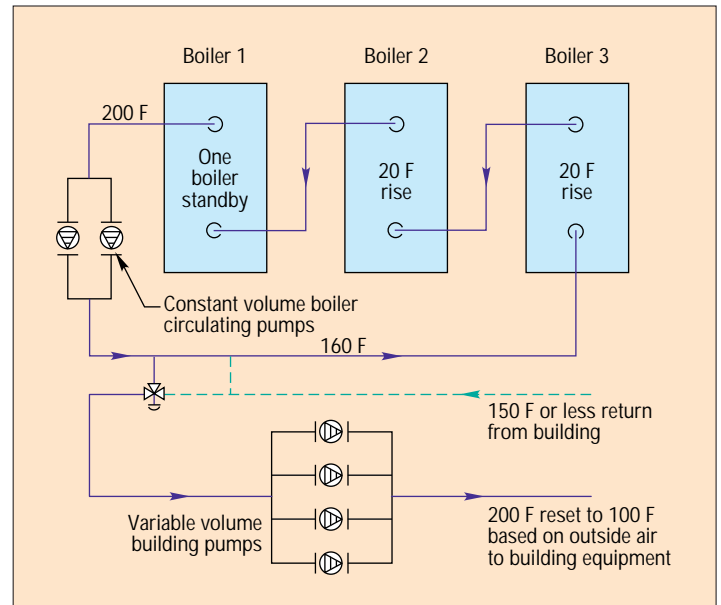 Boiler 1
Boiler 2
Boiler 3
200 F
One
boiler
standby
20 F
rise
20 F
rise
Constant volume boiler
circulating pumps
160 F
150 F or less return
from building
Variable volume
building pumps
200 F reset to 100 F
based on outside air
to building equipment